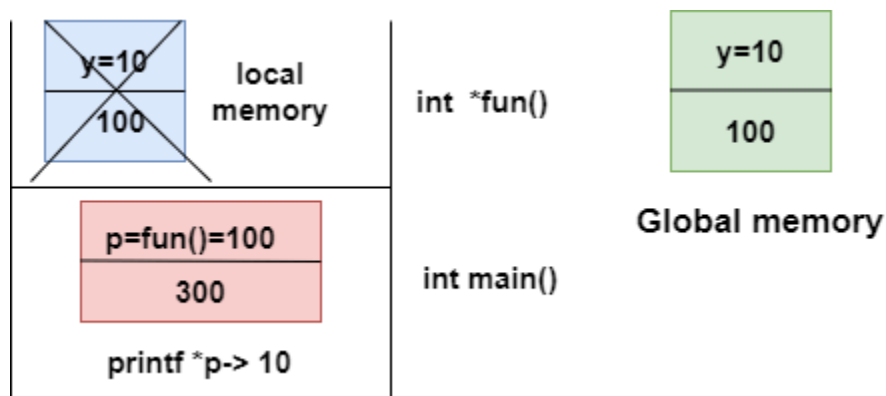 y=10
100
local
memory
int *fun()
y=10
100
Global memory
p=fun()=100
300
int main()
printf *p-> 10